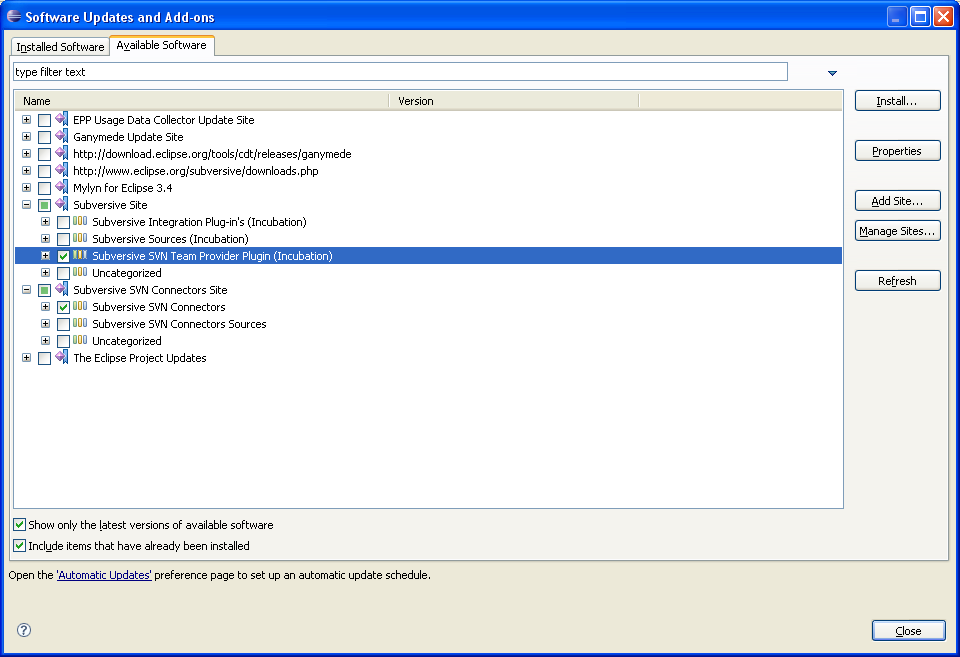 Software Updates and Add-ons
Installed Software Available Software
type filter text
Name Version
Install...
EPP Usage Data Collector Update Site
Ganymede Update Site
http://download.eclipse.org/tools/cdt/releases/ganymede
Properties
http://www.eclipse.org/subversive/downloads.php
Mylyn for Eclipse 3.4
Subversive Site
Add Site...
Subversive Integration Plug-in's (Incubation)
Manage Sites...
Subversive Sources (Incubation)
Subversive SVN Team Provider Plugin (Incubation)
Uncategorized
Refresh
Subversive SVN Connectors Site
Subversive SVN Connectors
Subversive SVN Connectors Sources
Uncategorized
The Eclipse Project Updates
Show only the latest versions of available software
Include items that have already been installed
Open the 'Automatic Updates' preference page to set up an automatic update schedule.
?
Close